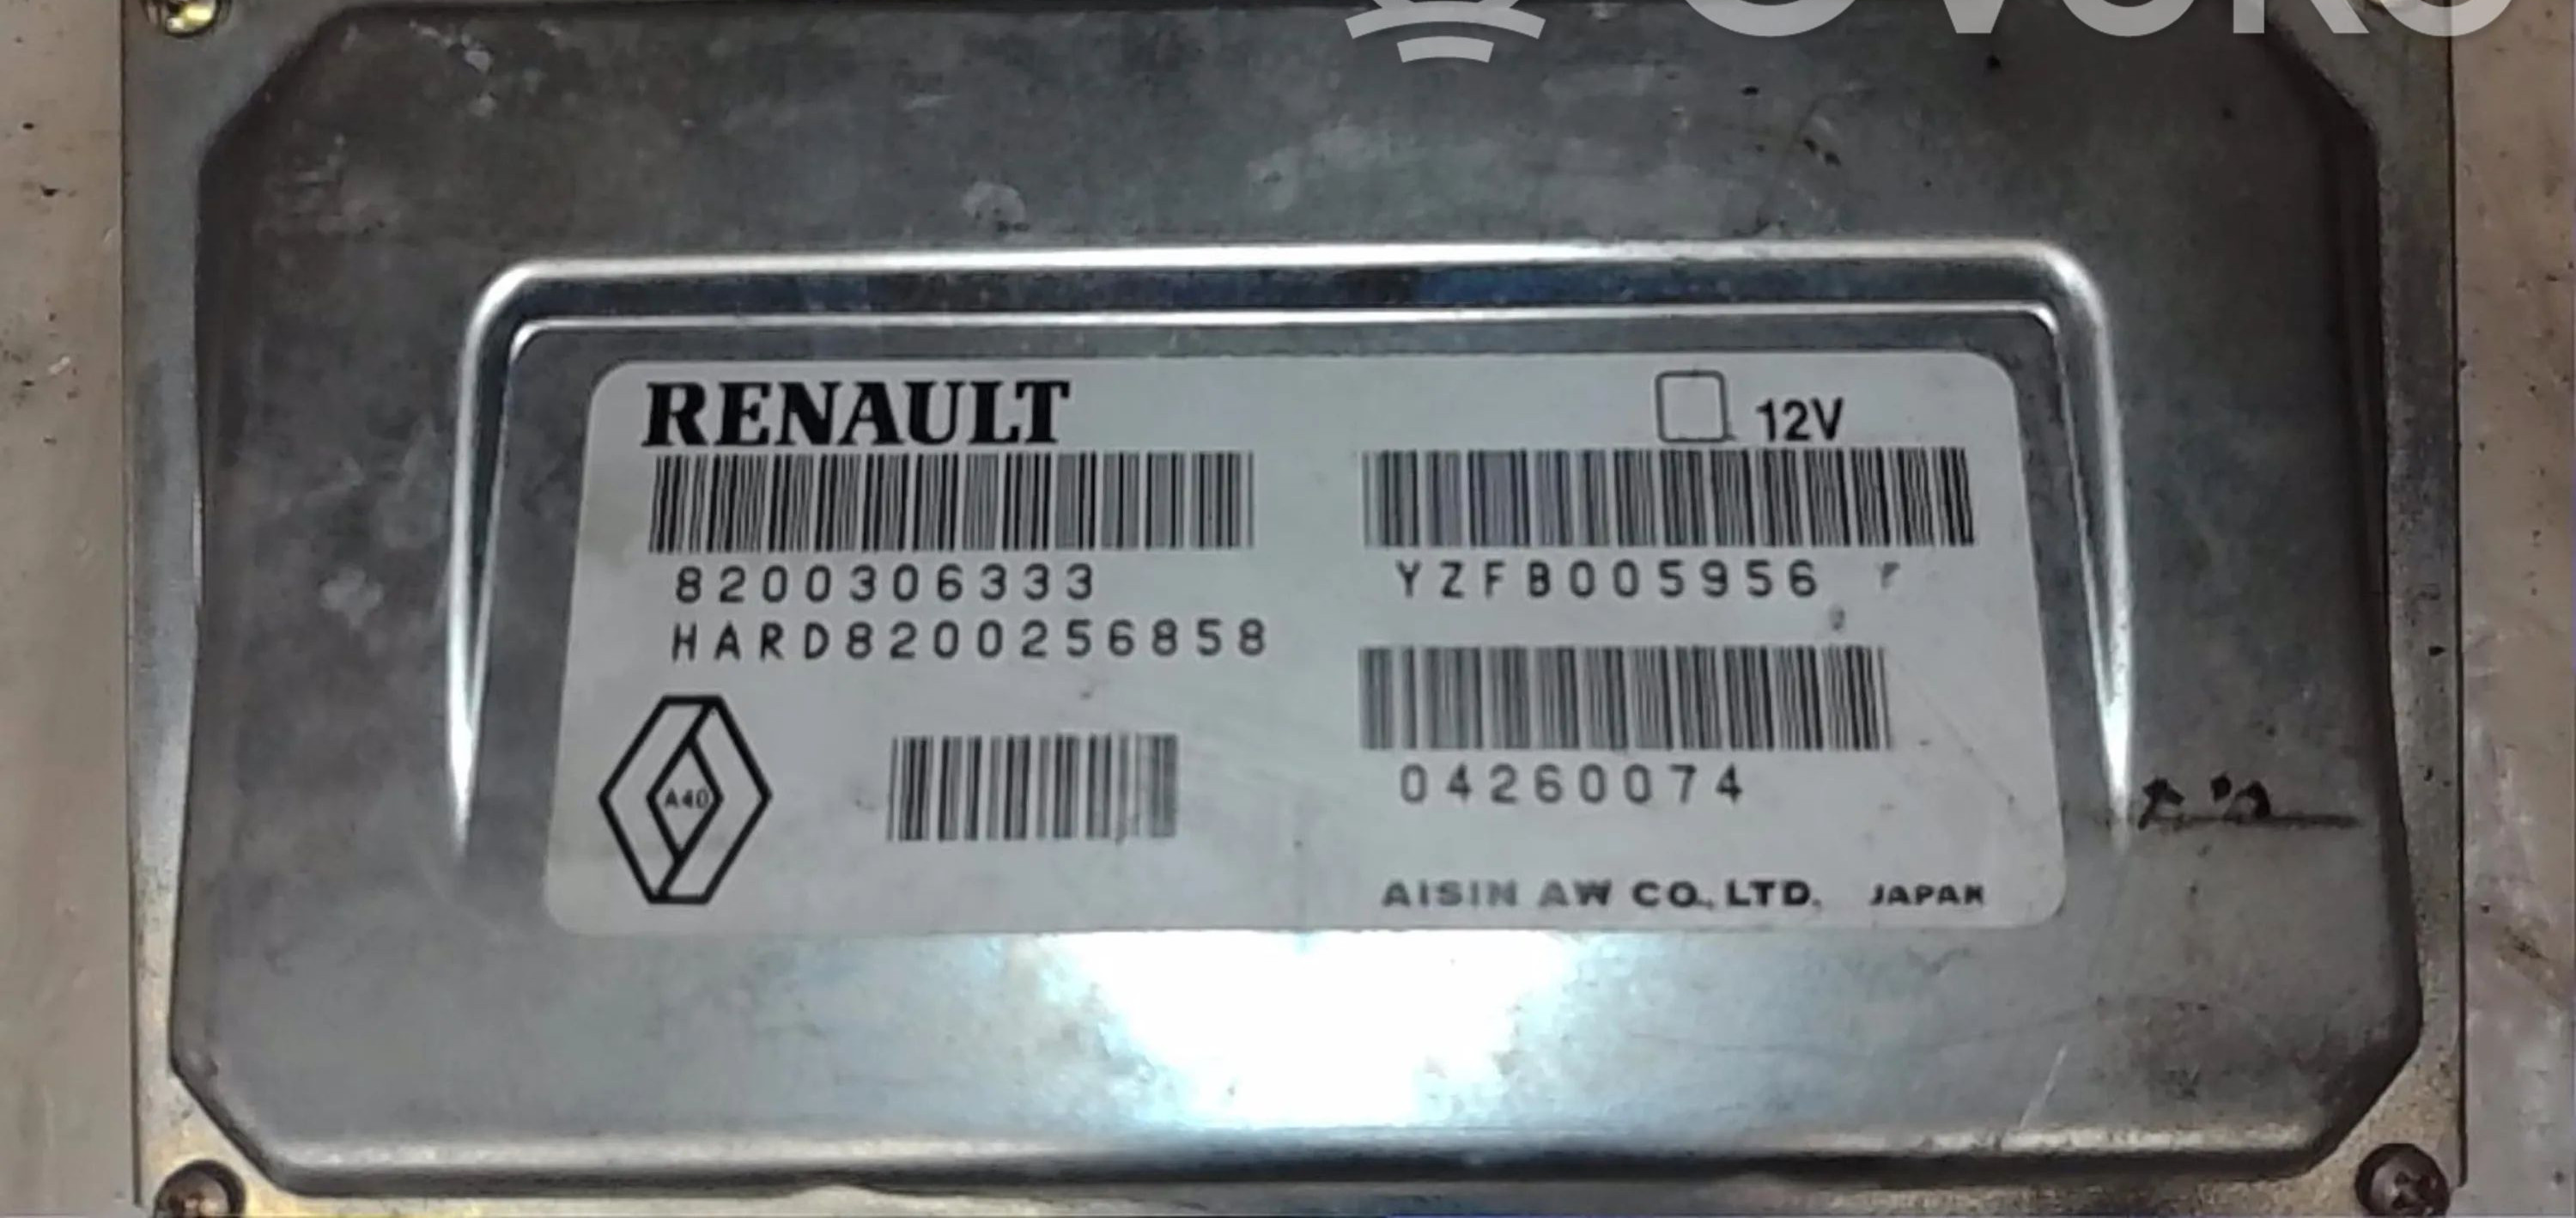 RENAULT
12V
8200306333
YZFB005956
HARD8200256858
A40
04260074
AISIN AW CO., LTD. JAPAN